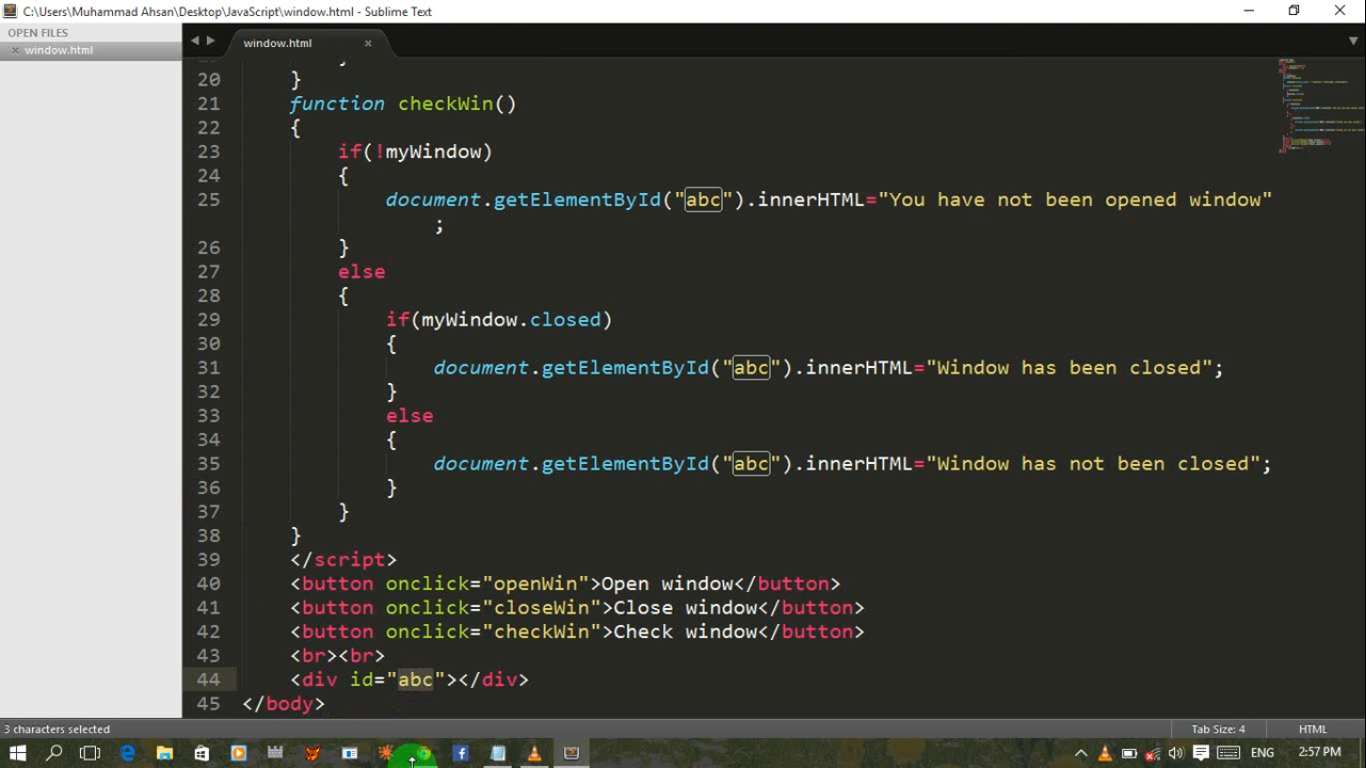 C:\Users\Muhammad Ahsan\Desktop\JavaScript\window.html - Sublime Text
OPEN FILES
window.html
window.html
20 }
21 function checkWin()
22 {
23 if(!myWindow)
24 {
25 document.getElementById("abc").innerHTML="You have not been opened window"
;
26 }
27 else
28 {
29 if(myWindow.closed)
30 {
31 document.getElementById("abc").innerHTML="Window has been closed";
32 }
33 else
34 {
35 document.getElementById("abc").innerHTML="Window has not been closed";
36 }
37 }
38 }
39 </script>
40 <button onclick="openWin">Open window</button>
41 <button onclick="closeWin">Close window</button>
42 <button onclick="checkWin">Check window</button>
43 <br><br>
44 <div id="abc"></div>
45 </body>
3 characters selected
Tab Size: 4
HTML
ENG
2:57 PM